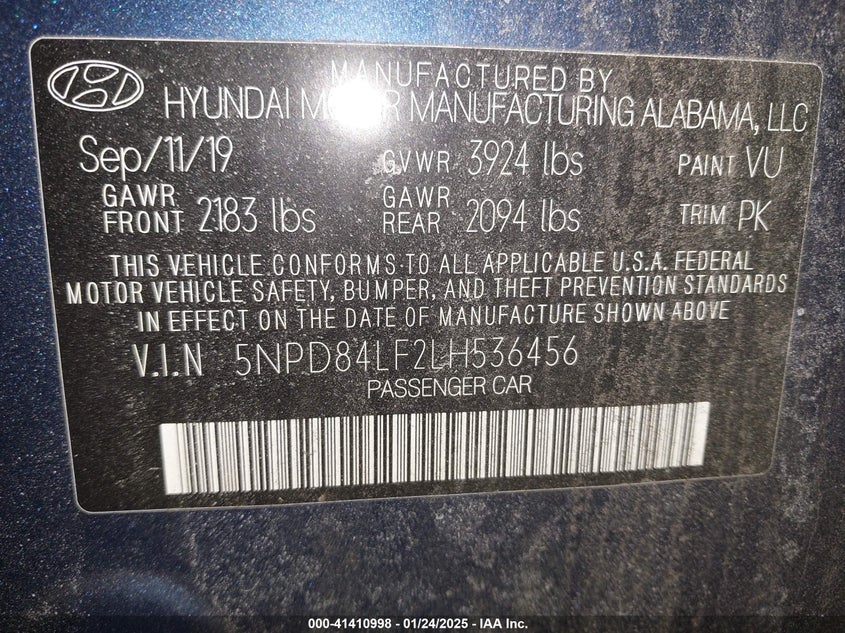 MANUFACTURED BY
HYUNDAI MOTOR MANUFACTURING ALABAMA, LLC
Sep/11/19 GVWR 3924 lbs PAINT VU
GAWR FRONT 2183 lbs GAWR REAR 2094 lbs TRIM PK
THIS VEHICLE CONFORMS TO ALL APPLICABLE U.S.A. FEDERAL
MOTOR VEHICLE SAFETY, BUMPER, AND THEFT PREVENTION STANDARDS
IN EFFECT ON THE DATE OF MANUFACTURE SHOWN ABOVE
V.I.N 5NPD84LF2LH536456
PASSENGER CAR
000-41410998 - 01/24/2025 - IAA Inc.